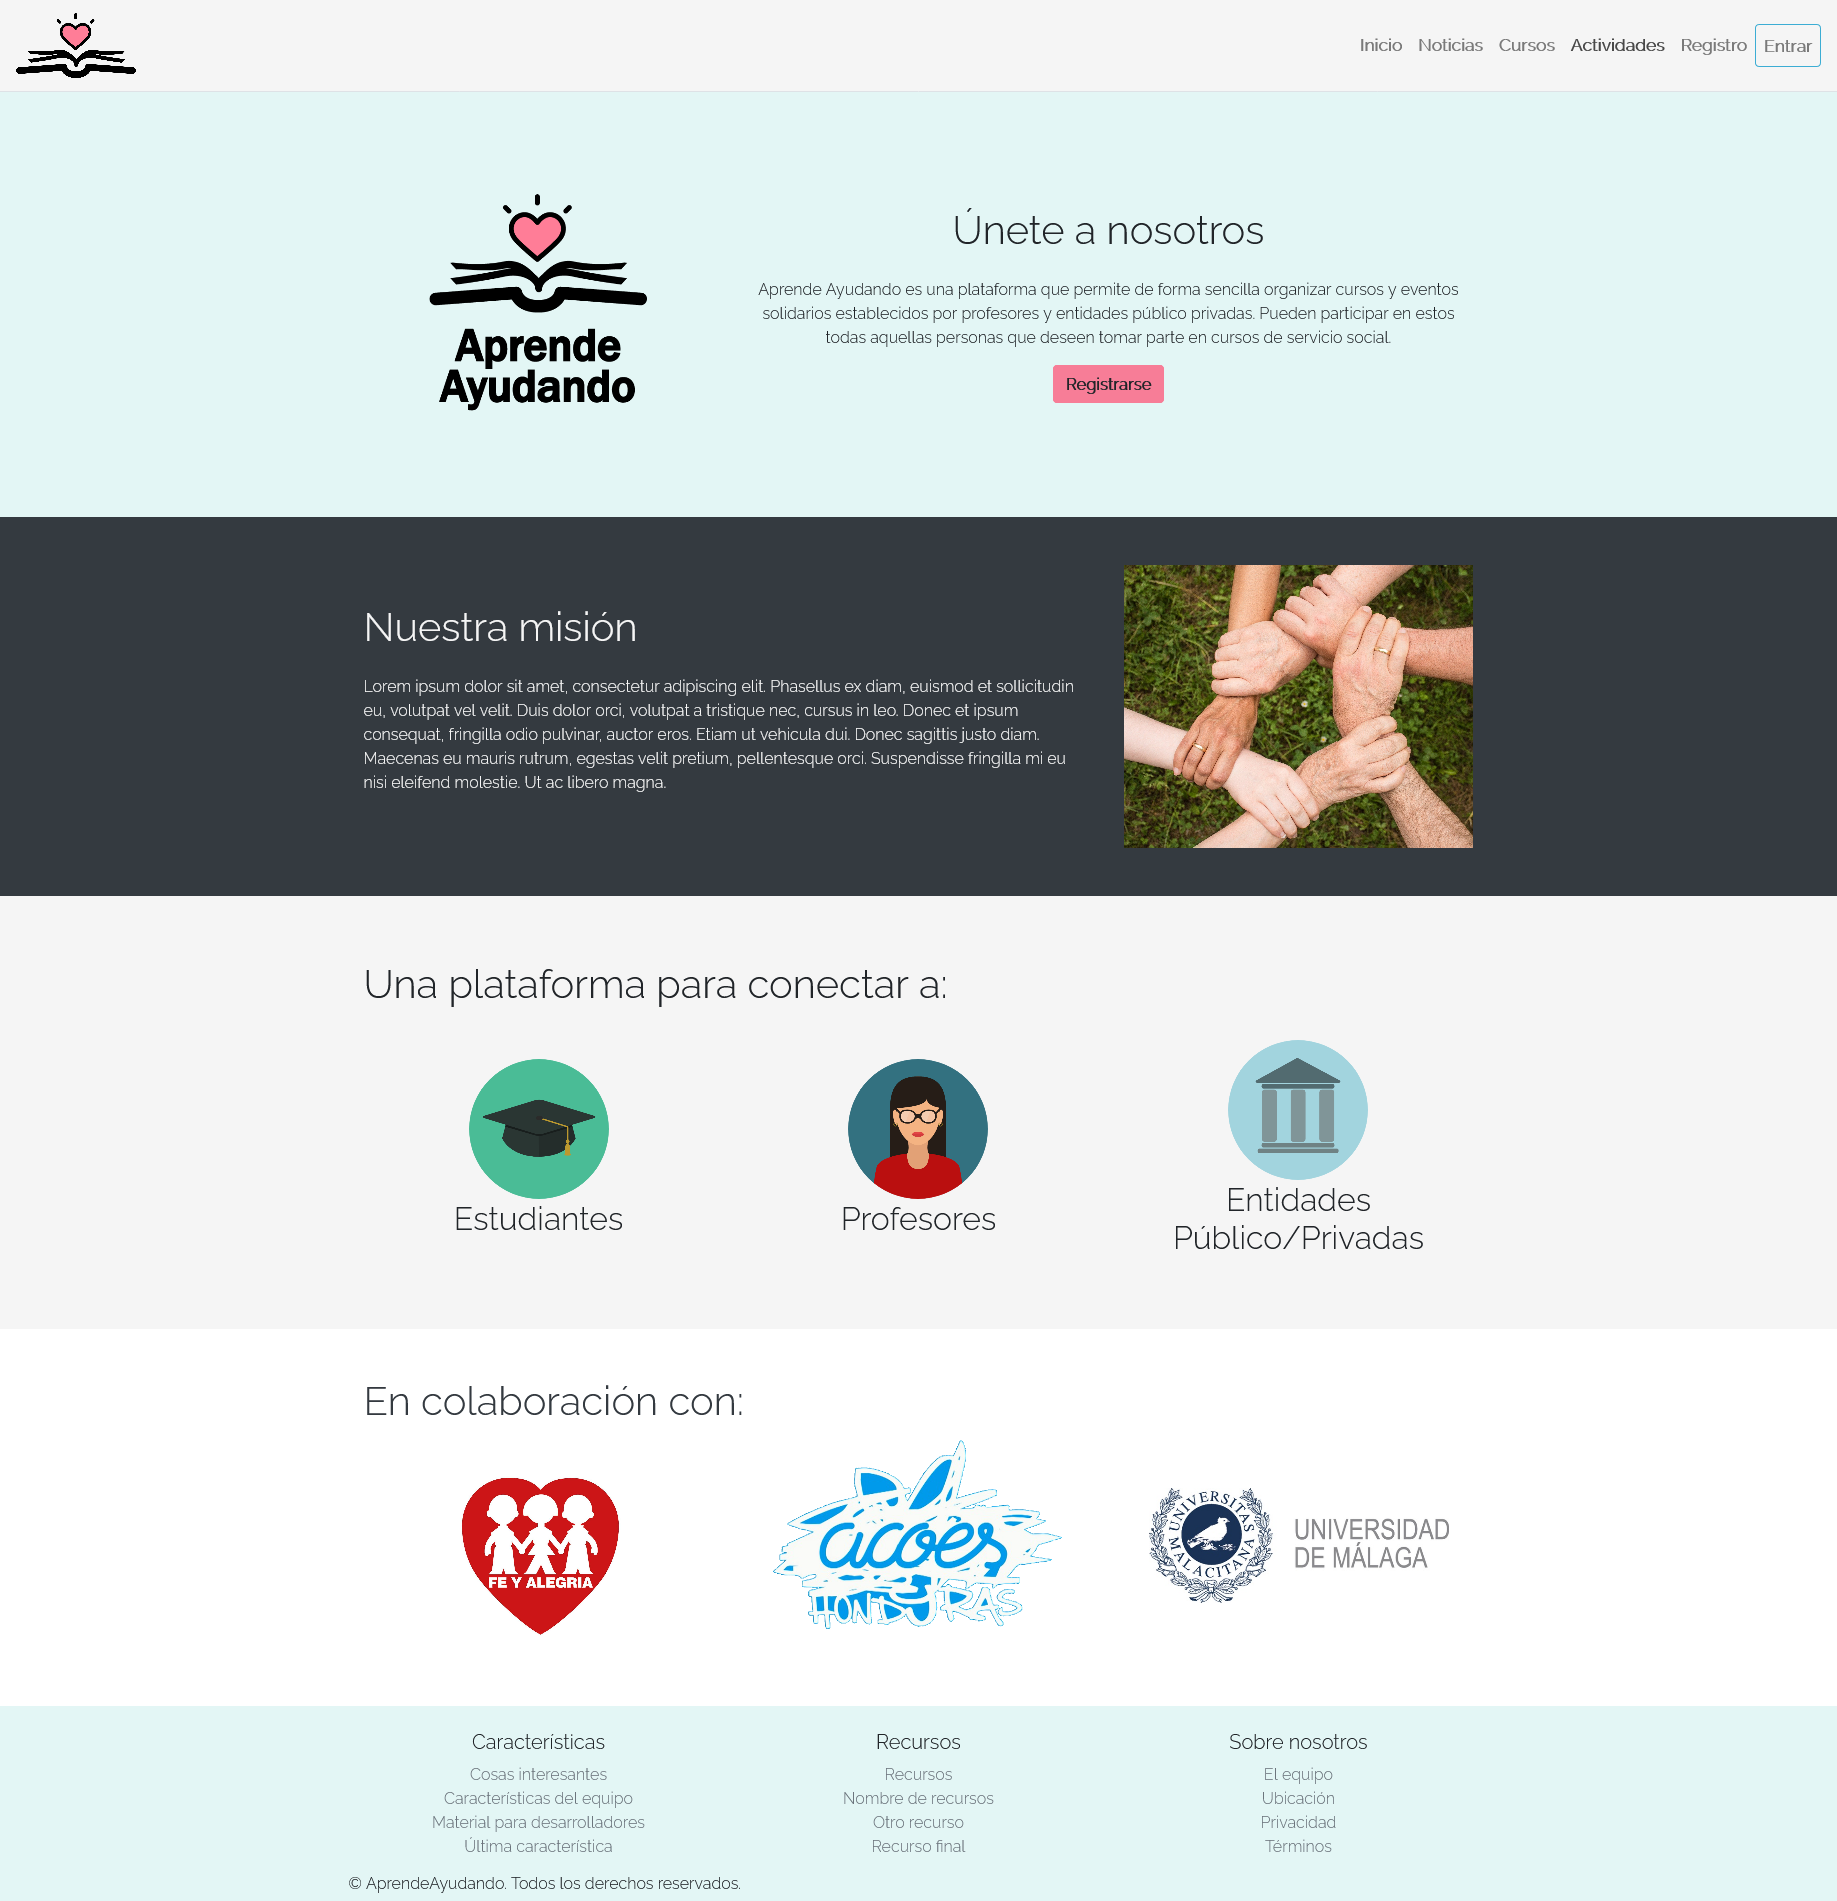 Inicio Noticias Cursos Actividades Registro Entrar
Aprende
Ayudando
Únete a nosotros
Aprende Ayudando es una plataforma que permite de forma sencilla organizar cursos y eventos
solidarios establecidos por profesores y entidades público privadas. Pueden participar en estos
todas aquellas personas que deseen tomar parte en cursos de servicio social.
Registrarse
Nuestra misión
Lorem ipsum dolor sit amet, consectetur adipiscing elit. Phasellus ex diam, euismod et sollicitudin
eu, volutpat vel velit. Duis dolor orci, volutpat a tristique nec, cursus in leo. Donec et ipsum
consequat, fringilla odio pulvinar, auctor eros. Etiam ut vehicula dui. Donec sagittis justo diam.
Maecenas eu mauris rutrum, egestas velit pretium, pellentesque orci. Suspendisse fringilla mi eu
nisi eleifend molestie. Ut ac libero magna.
Una plataforma para conectar a:
Estudiantes
Profesores
Entidades
Público/Privadas
En colaboración con:
FE Y ALEGRIA
acoes
HONDURAS
UNIVERSITAS
MALACITANA
UNIVERSIDAD
DE MÁLAGA
Características
Cosas interesantes
Características del equipo
Material para desarrolladores
Última característica
Recursos
Recursos
Nombre de recursos
Otro recurso
Recurso final
Sobre nosotros
El equipo
Ubicación
Privacidad
Términos
© AprendeAyudando. Todos los derechos reservados.